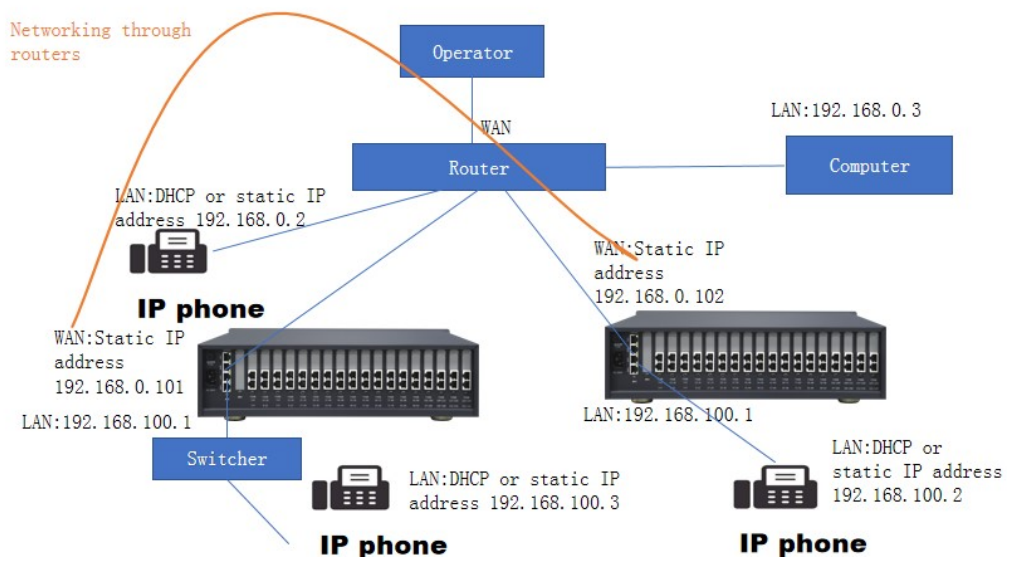 Networking through
routers
Operator
WAN
LAN:192.168.0.3
Router
Computer
LAN:DHCP or static IP
address 192.168.0.2
IP phone
WAN:Static IP
address
192.168.0.102
WAN:Static IP
address
192.168.0.101
LAN:192.168.100.1
LAN:192.168.100.1
Switcher
LAN:DHCP or static IP
address 192.168.100.3
IP phone
LAN:DHCP or
static IP address
192.168.100.2
IP phone